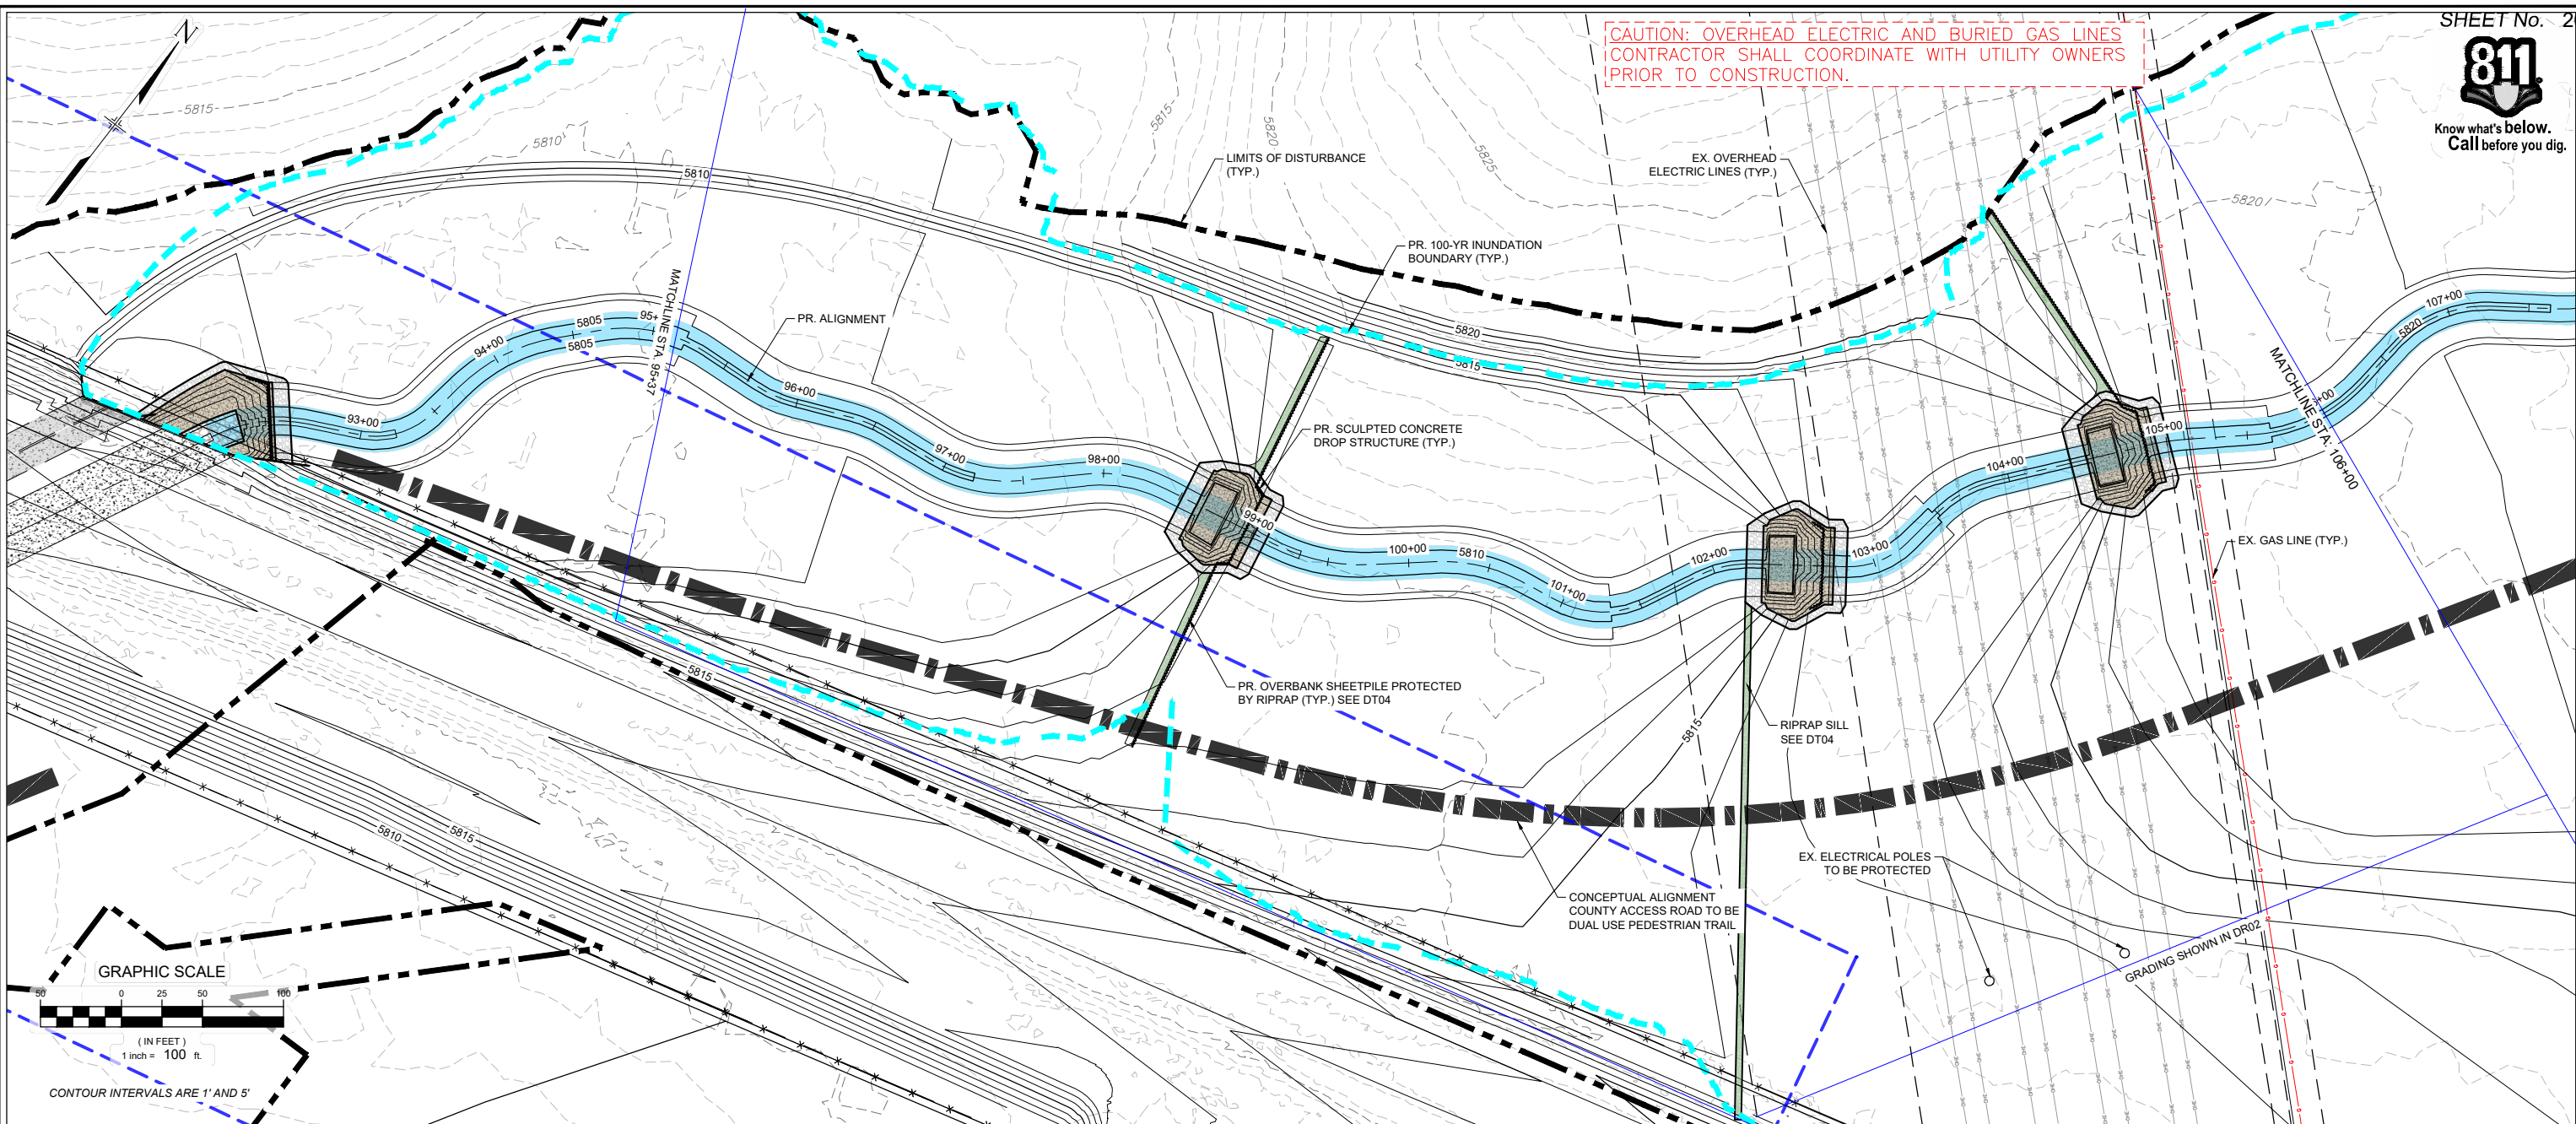 SHEET No. 2
CAUTION: OVERHEAD ELECTRIC AND BURIED GAS LINES
CONTRACTOR SHALL COORDINATE WITH UTILITY OWNERS
PRIOR TO CONSTRUCTION.
811
Know what's below.
Call before you dig.
N
5815
5810
5810
5815
5820
5825
5820
LIMITS OF DISTURBANCE
(TYP.)
EX. OVERHEAD
ELECTRIC LINES (TYP.)
PR. 100-YR INUNDATION
BOUNDARY (TYP.)
MATCHLINE STA. 95+37
PR. ALIGNMENT
5805
5805
93+00
94+00
95+
96+00
97+00
98+00
99+00
100+00
5810
101+00
102+00
103+00
104+00
105+00
+00
107+00
5820
5820
5815
MATCHLINE STA: 106+00
PR. SCULPTED CONCRETE
DROP STRUCTURE (TYP.)
EX. GAS LINE (TYP.)
PR. OVERBANK SHEETPILE PROTECTED
BY RIPRAP (TYP.) SEE DT04
5815
5815
RIPRAP SILL
SEE DT04
5810
5815
EX. ELECTRICAL POLES
TO BE PROTECTED
CONCEPTUAL ALIGNMENT
COUNTY ACCESS ROAD TO BE
DUAL USE PEDESTRIAN TRAIL
GRADING SHOWN IN DR02
GRAPHIC SCALE
50 0 25 50 100
( IN FEET )
1 inch = 100 ft.
CONTOUR INTERVALS ARE 1' AND 5'